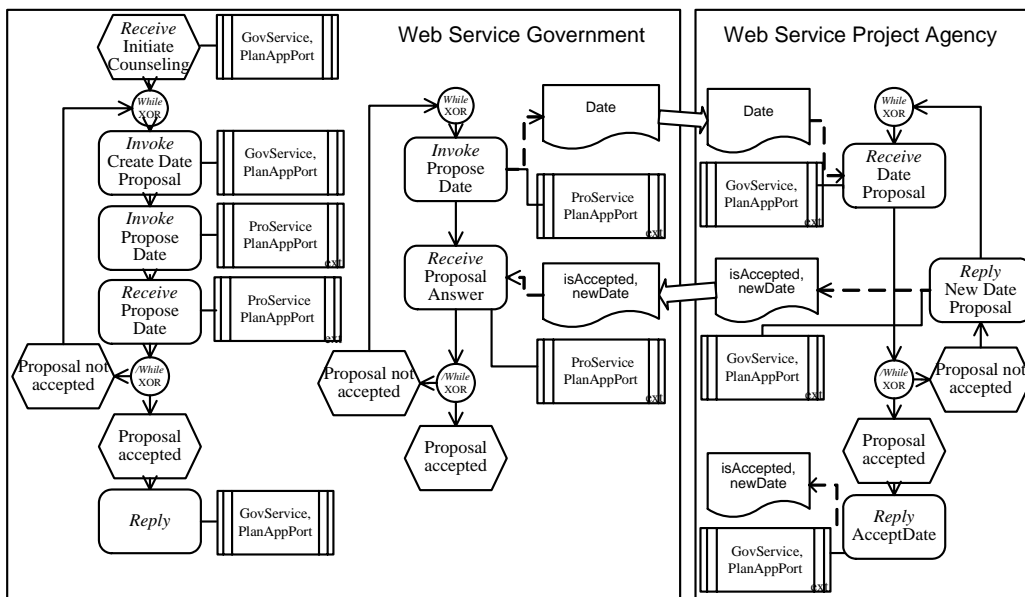 Web Service Government
Receive
Initiate
Counseling
GovService,
PlanAppPort
While
XOR
Invoke
Create Date
Proposal
GovService,
PlanAppPort
Invoke
Propose
Date
ProService
PlanAppPort
ext
Receive
Propose
Date
ProService
PlanAppPort
ext
/While
XOR
Proposal not
accepted
Proposal
accepted
Reply
GovService,
PlanAppPort
While
XOR
Date
Invoke
Propose
Date
ProService
PlanAppPort
ext
Receive
Proposal
Answer
isAccepted,
newDate
ProService
PlanAppPort
ext
/While
XOR
Proposal not
accepted
Proposal
accepted
Web Service Project Agency
Date
While
XOR
Receive
Date
Proposal
GovService,
PlanAppPort
ext
isAccepted,
newDate
Reply
New Date
Proposal
GovService,
PlanAppPort
ext
/While
XOR
Proposal not
accepted
Proposal
accepted
isAccepted,
newDate
Reply
AcceptDate
GovService,
PlanAppPort
ext